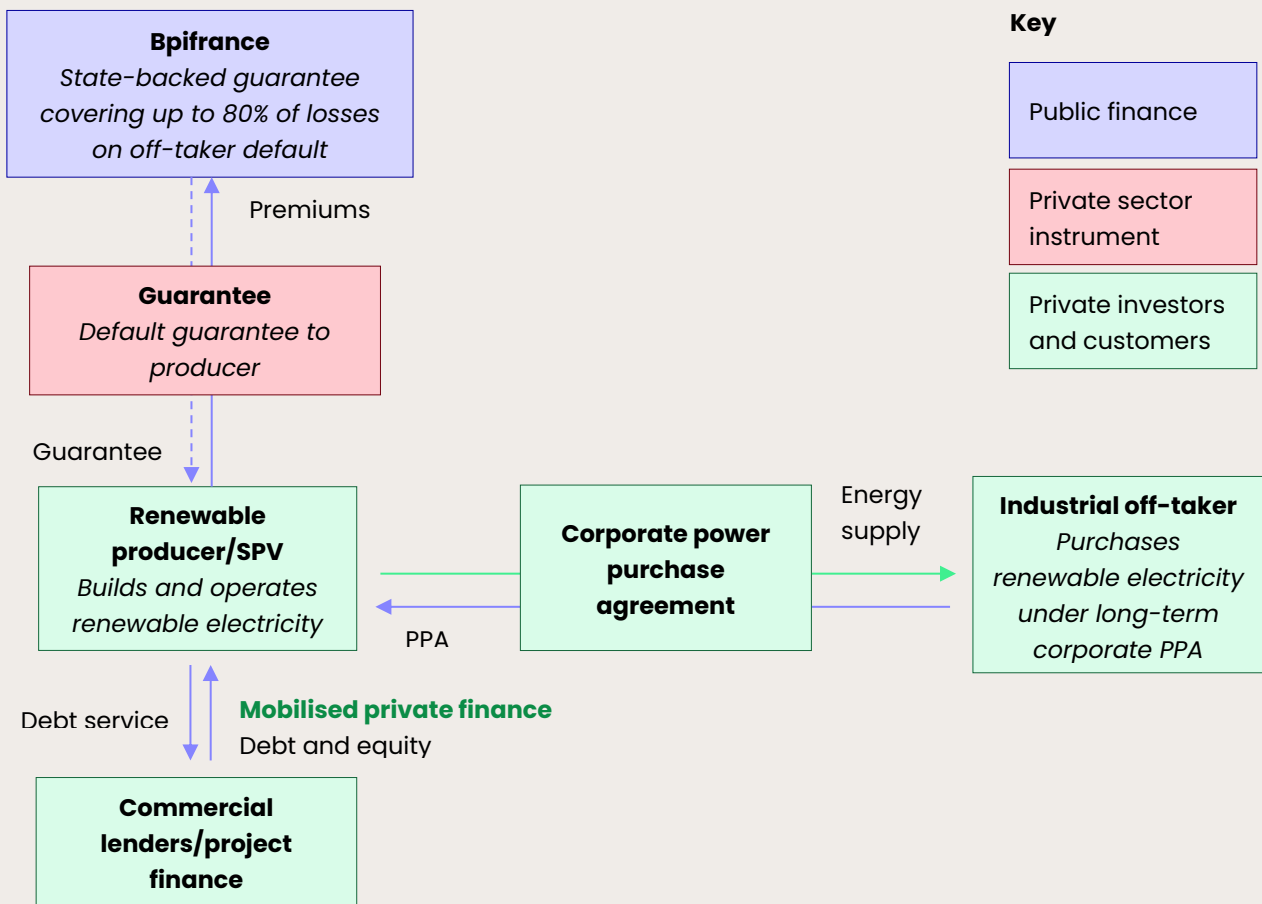 Bpifrance
State-backed guarantee
covering up to 80% of losses
on off-taker default
Key
Public finance
Private sector
instrument
Private investors
and customers
Premiums
Guarantee
Default guarantee to
producer
Guarantee
Renewable
producer/SPV
Builds and operates
renewable electricity
Corporate power
purchase
agreement
Energy
supply
PPA
Industrial off-taker
Purchases
renewable electricity
under long-term
corporate PPA
Debt service
Mobilised private finance
Debt and equity
Commercial
lenders/project
finance